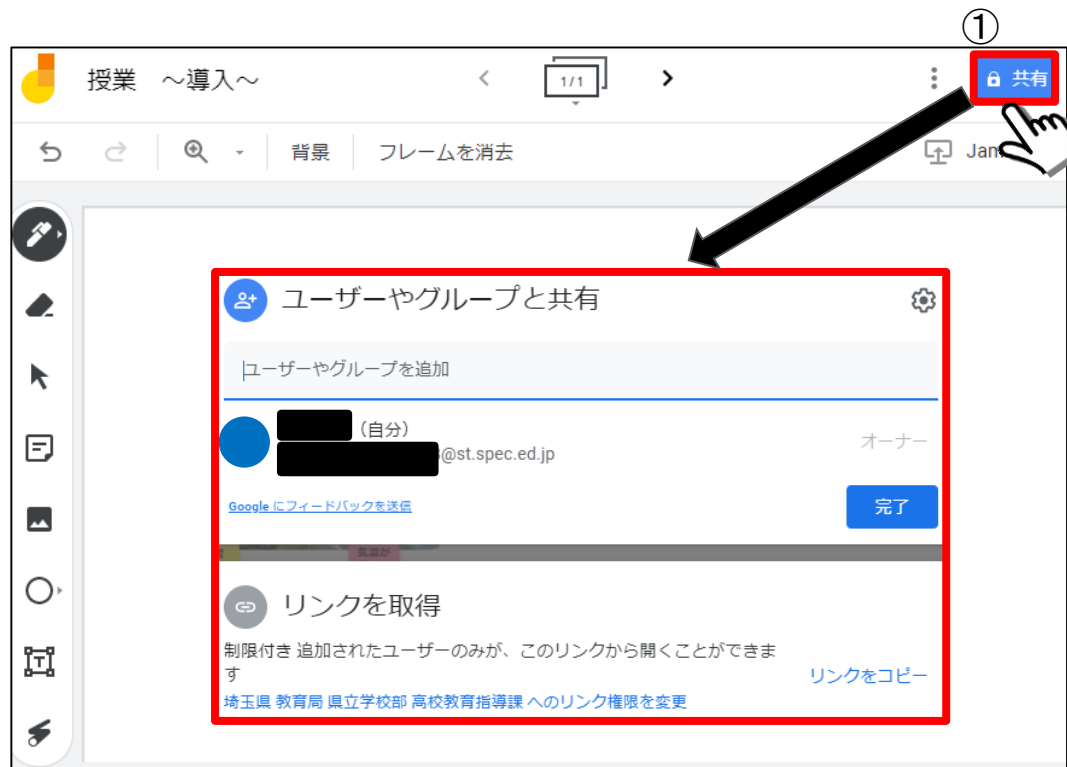 ①
授業　～導入～
1/1
共有
背景
フレームを消去
Jam
ユーザーやグループと共有
ユーザーやグループを追加
（自分）
@st.spec.ed.jp
オーナー
Google にフィードバックを送信
完了
気温が
リンクを取得
制限付き 追加されたユーザーのみが、このリンクから開くことができま
す
リンクをコピー
埼玉県 教育局 県立学校部 高校教育指導課 へのリンク権限を変更